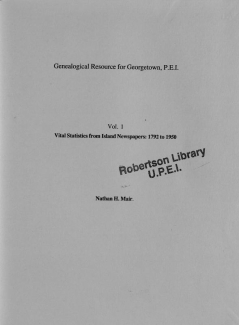 Genealogical Resource for Georgetown, P.E.I.
Vol. 1
Vital Statistics from Island Newspapers: 1792 to 1950
Robertson Library
U.P.E.I.
Nathan H. Mair